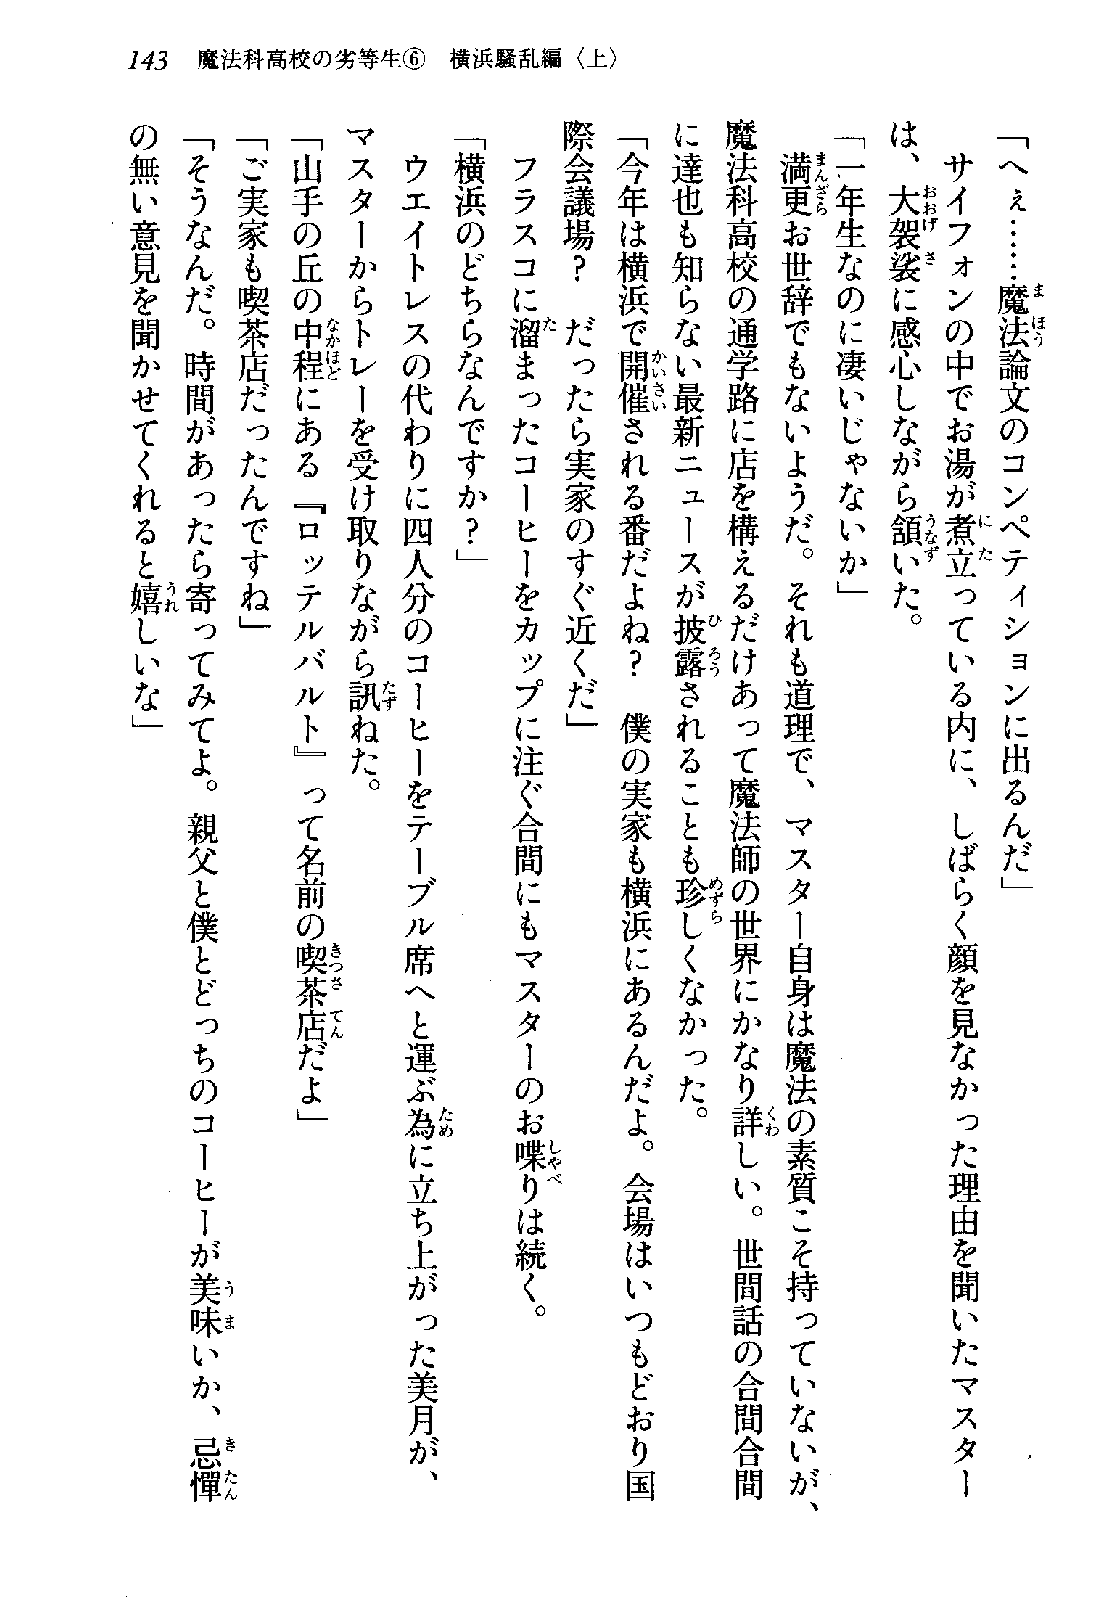 143　魔法科高校の劣等生⑥　横浜騒乱編〈上〉
「へぇ……魔法論文のコンペティションに出るんだ」
　サイフォンの中でお湯が煮立っている内に、しばらく顔を見なかった理由を聞いたマスター
は、大袈裟に感心しながら頷いた。
「一年生なのに凄いじゃないか」
　満更お世辞でもないようだ。それも道理で、マスター自身は魔法の素質こそ持っていないが、
魔法科高校の通学路に店を構えるだけあって魔法師の世界にかなり詳しい。世間話の合間合間
に達也も知らない最新ニュースが披露されることも珍しくなかった。
「今年は横浜で開催される番だよね？　僕の実家も横浜にあるんだよ。会場はいつもどおり国
際会議場？　だったら実家のすぐ近くだ」
　フラスコに溜まったコーヒーをカップに注ぐ合間にもマスターのお喋りは続く。
「横浜のどちらなんですか？」
　ウエイトレスの代わりに四人分のコーヒーをテーブル席へと運ぶ為に立ち上がった美月が、
マスターからトレーを受け取りながら訊ねた。
「山手の丘の中程にある『ロッテルバルト』って名前の喫茶店だよ」
「ご実家も喫茶店だったんですね」
「そうなんだ。時間があったら寄ってみてよ。親父と僕とどっちのコーヒーが美味いか、忌憚
の無い意見を聞かせてくれると嬉しいな」